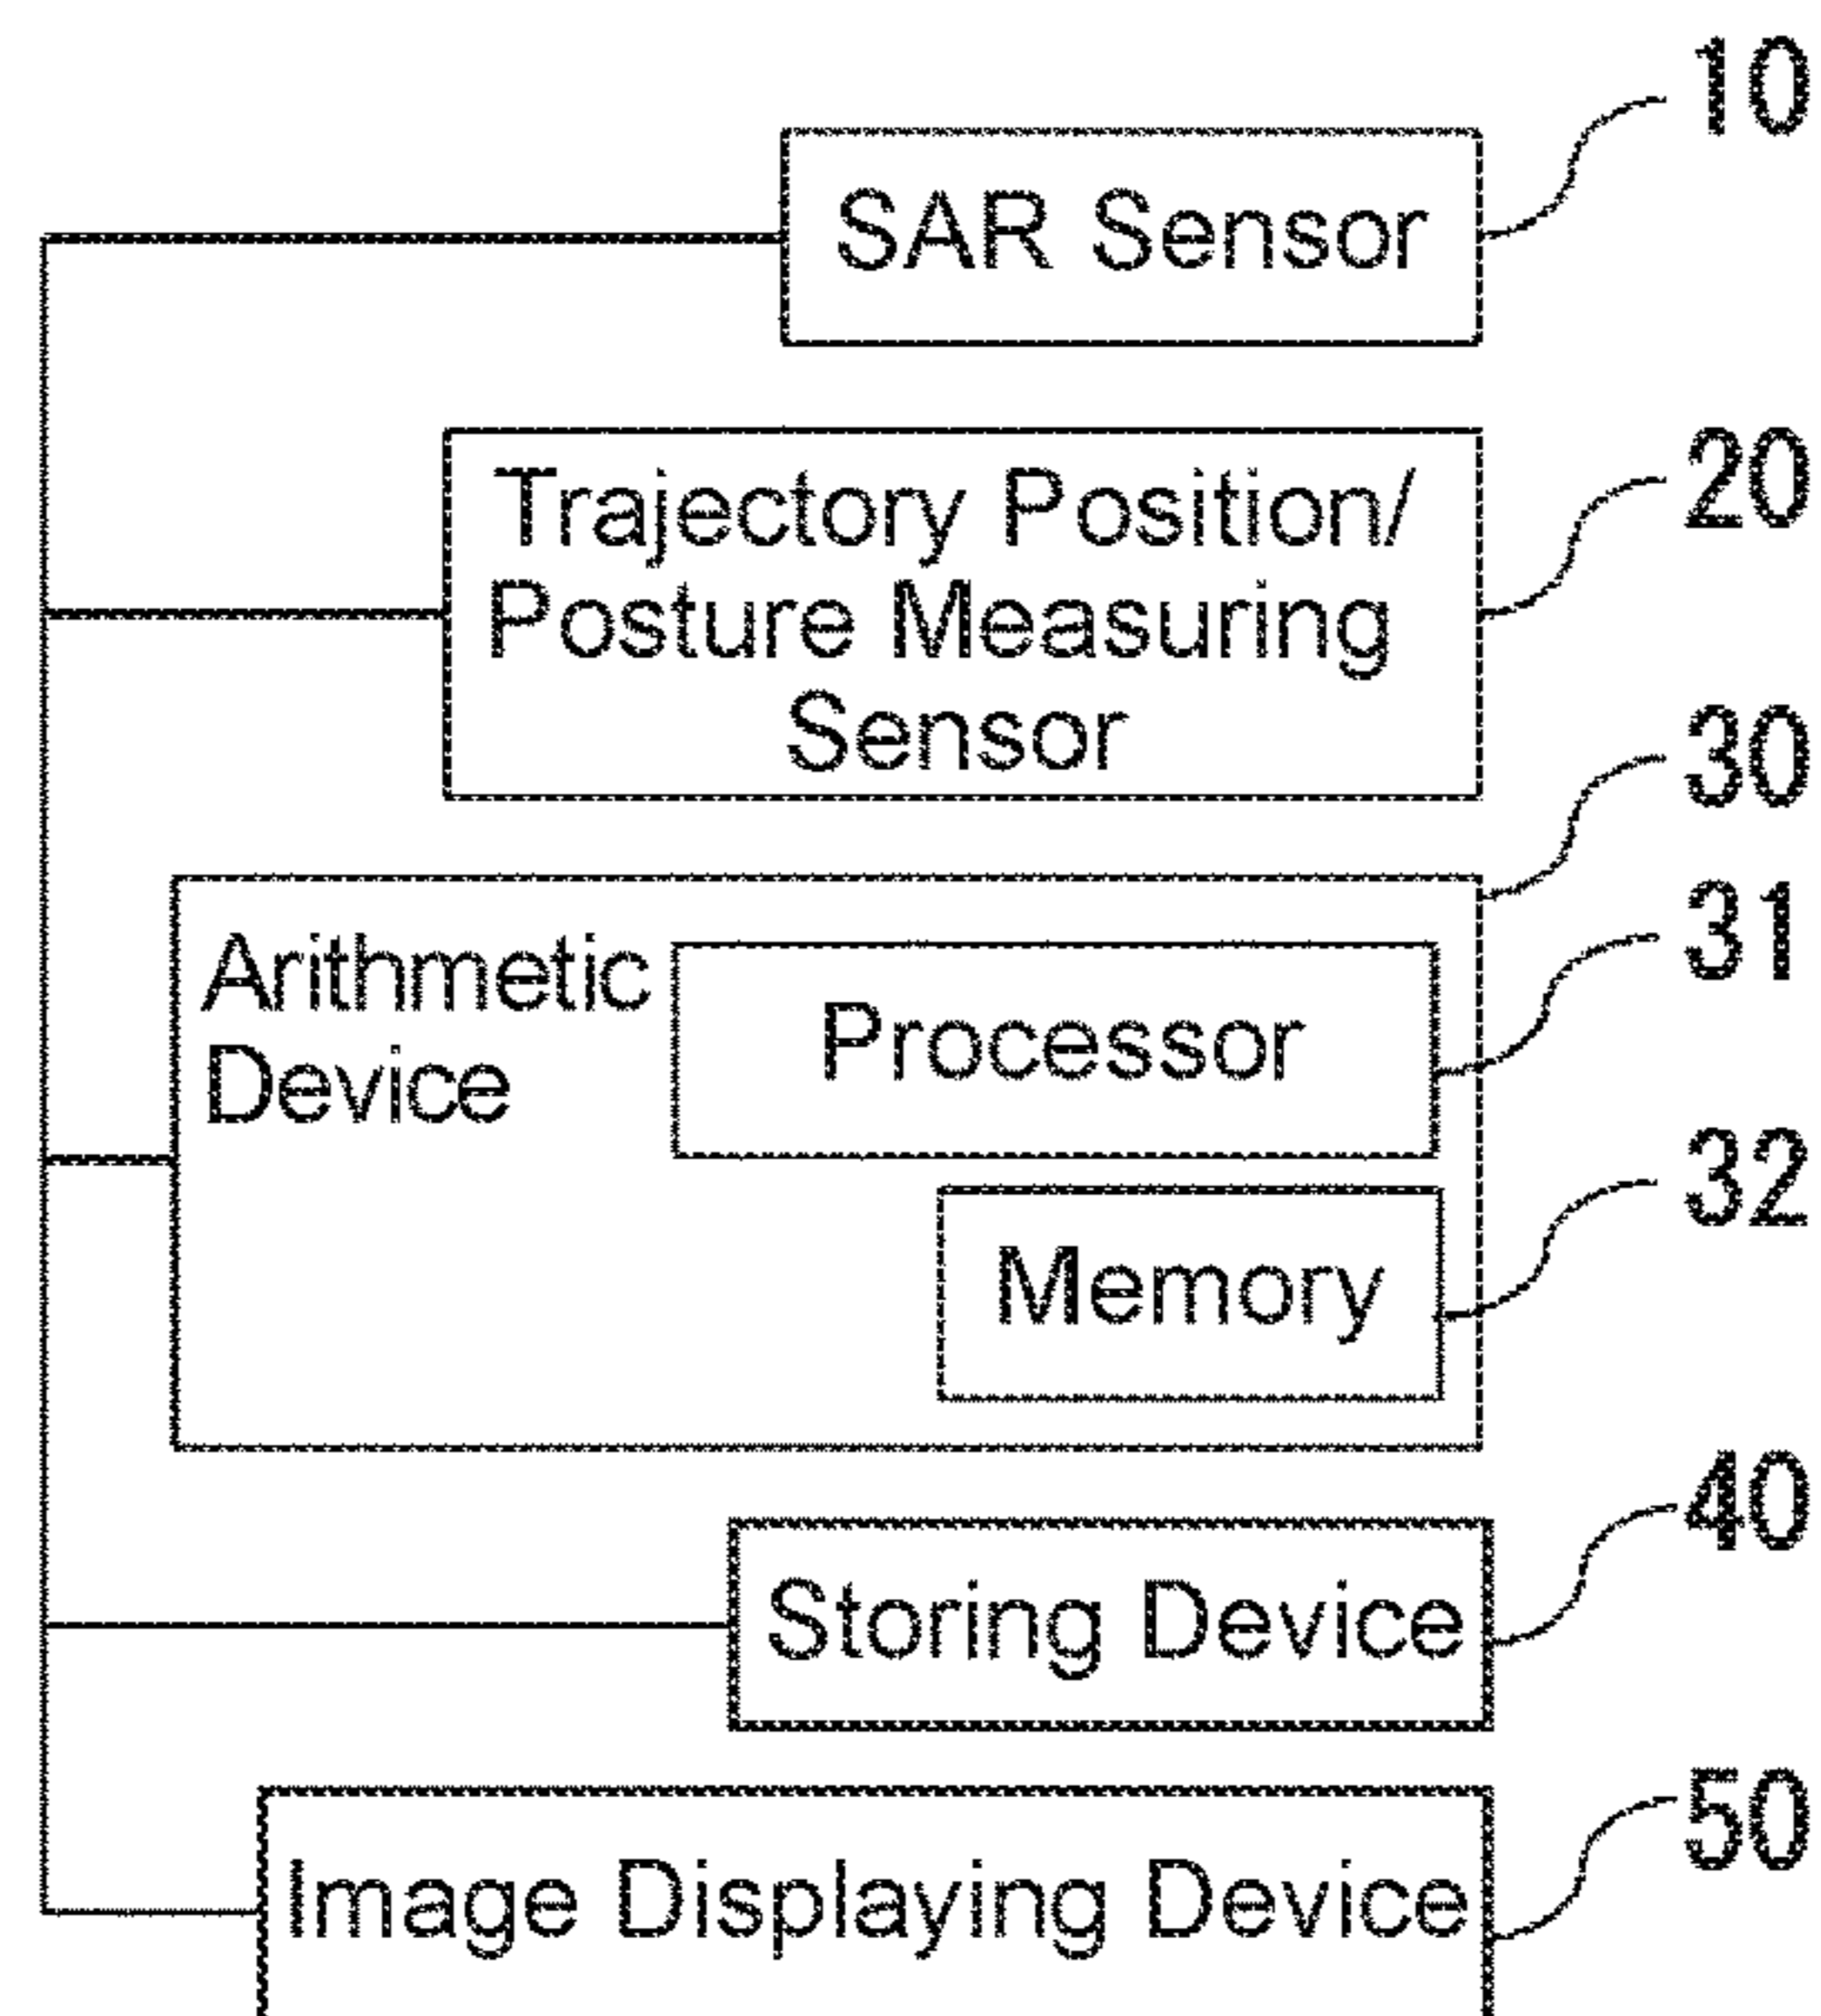 10
SAR Sensor
20
Trajectory Position/
Posture Measuring
Sensor
30
Arithmetic
Device
31
Processor
32
Memory
40
Storing Device
50
Image Displaying Device